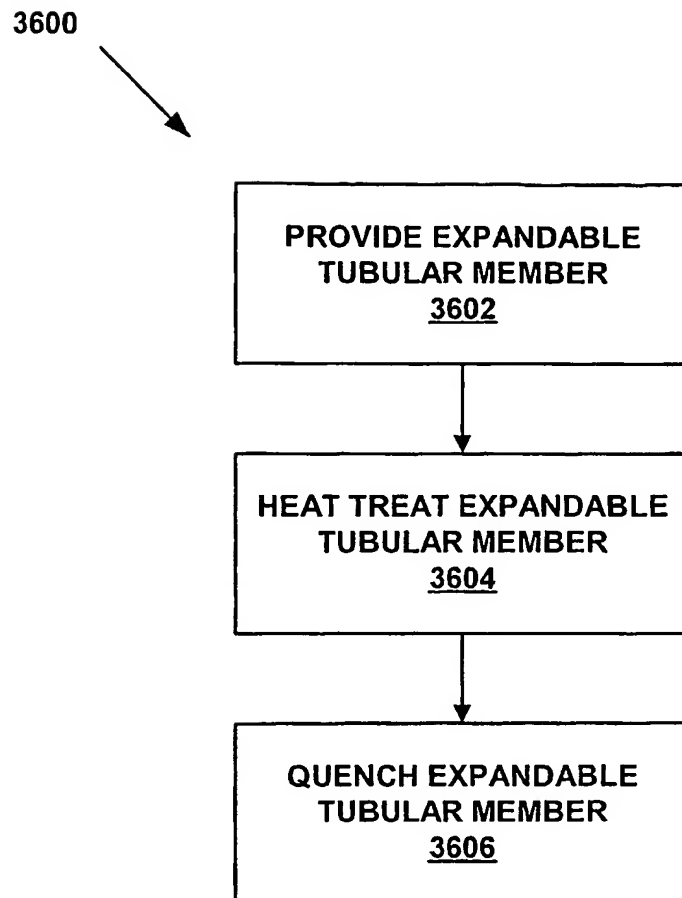 3600
PROVIDE EXPANDABLE
TUBULAR MEMBER
3602
HEAT TREAT EXPANDABLE
TUBULAR MEMBER
3604
QUENCH EXPANDABLE
TUBULAR MEMBER
3606